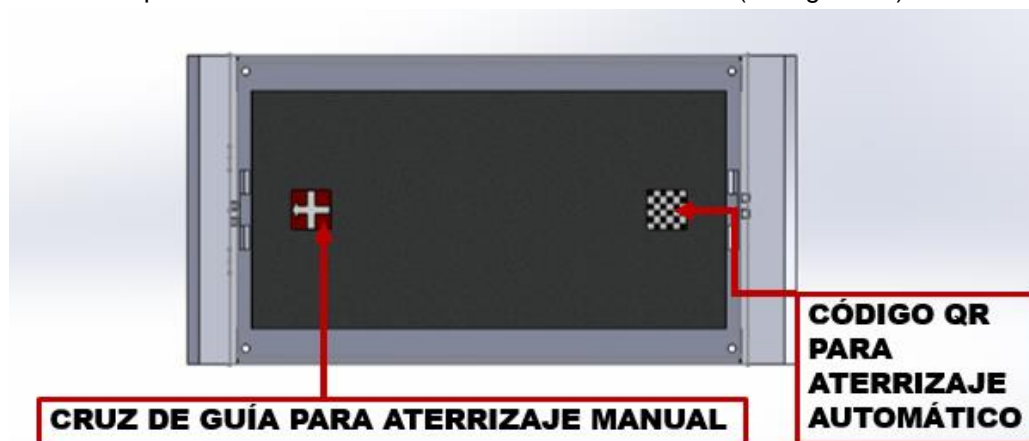 CRUZ DE GUÍA PARA ATERRIZAJE MANUAL
CÓDIGO QR
PARA
ATERRIZAJE
AUTOMÁTICO